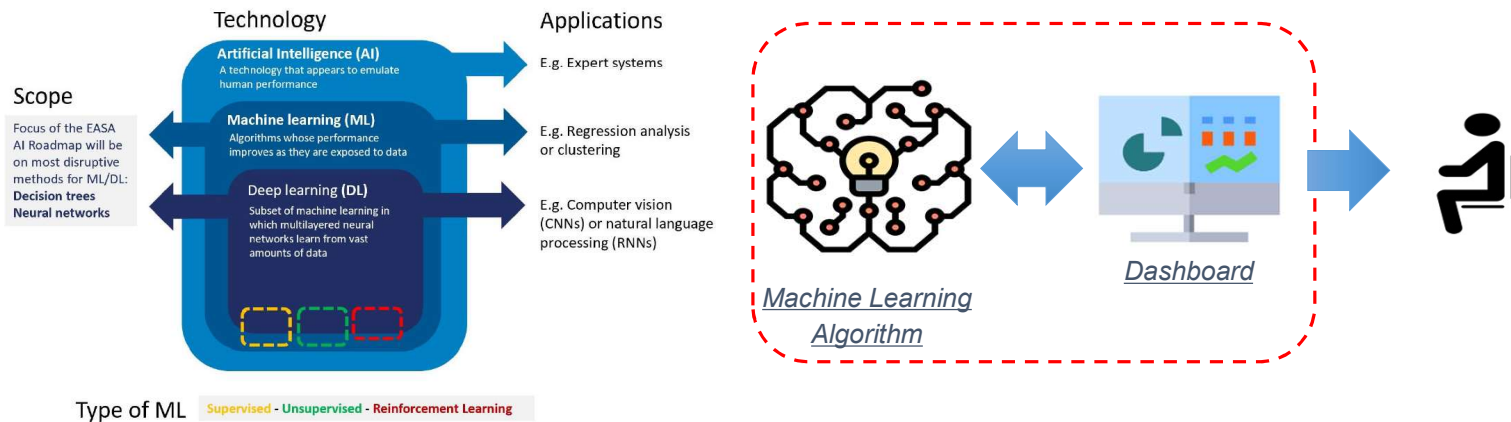 Technology
Applications
Artificial Intelligence (AI)
A technology that appears to emulate
human performance
E.g. Expert systems
Scope
Focus of the EASA
AI Roadmap will be
on most disruptive
methods for ML/DL:
Decision trees
Neural networks
Machine learning (ML)
Algorithms whose performance
improves as they are exposed to data
E.g. Regression analysis
or clustering
Deep learning (DL)
Subset of machine learning in
which multilayered neural
networks learn from vast
amounts of data
E.g. Computer vision
(CNNs) or natural language
processing (RNNs)
Type of ML
Supervised - Unsupervised - Reinforcement Learning
Machine Learning
Algorithm
Dashboard